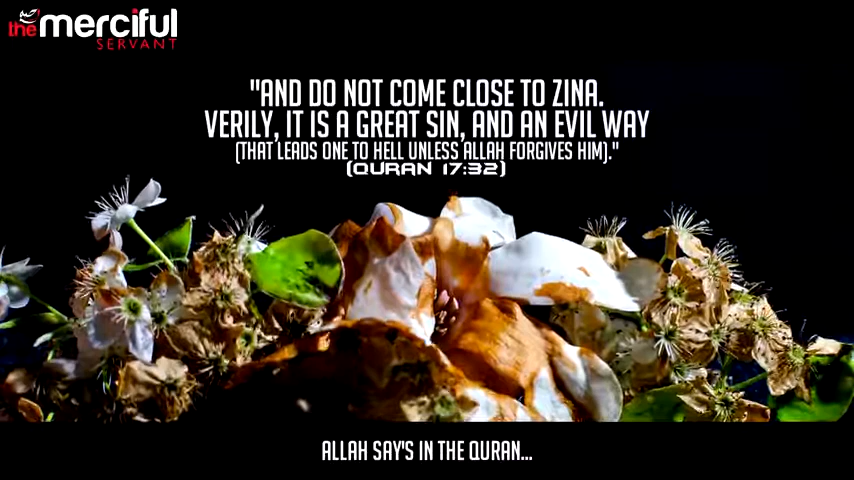 the merciful
SERVANT
"AND DO NOT COME CLOSE TO ZINA.
VERILY, IT IS A GREAT SIN, AND AN EVIL WAY
(THAT LEADS ONE TO HELL UNLESS ALLAH FORGIVES HIM)."
(QURAN 17:32)
ALLAH SAY'S IN THE QURAN...